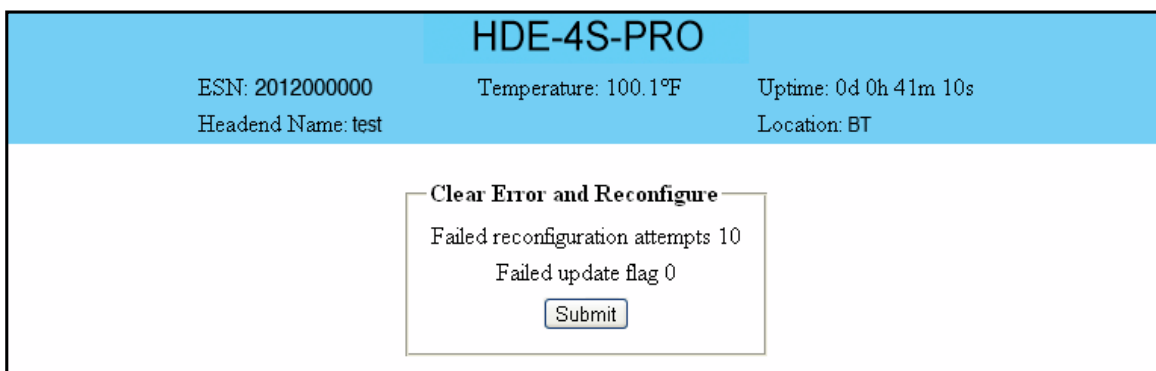 HDE-4S-PRO
ESN: 2012000000 Temperature: 100.1ºF Uptime: 0d 0h 41m 10s
Headend Name: test Location: BT
Clear Error and Reconfigure
Failed reconfiguration attempts 10
Failed update flag 0
Submit